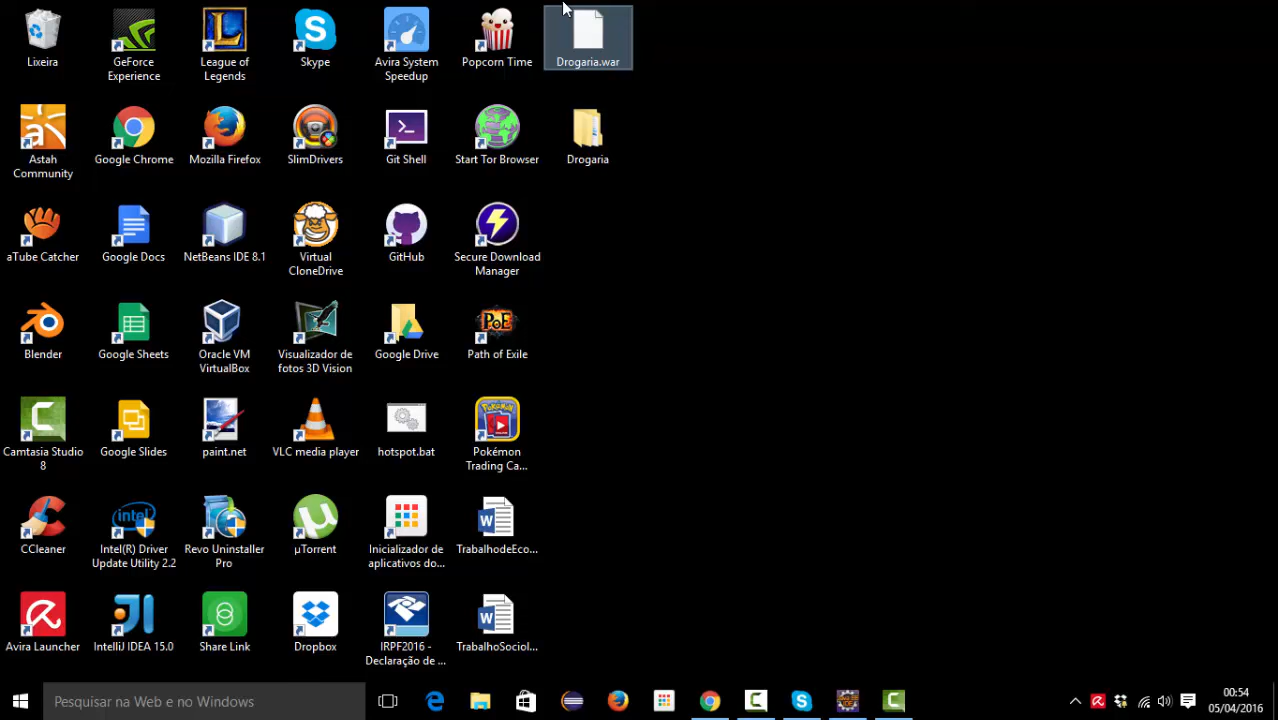 Lixeira
GeForce
Experience
League of
Legends
Skype
Avira System
Speedup
Popcorn Time
Drogaria.war
Astah
Community
Google Chrome
Mozilla Firefox
SlimDrivers
Git Shell
Start Tor Browser
Drogaria
aTube Catcher
Google Docs
NetBeans IDE 8.1
Virtual
CloneDrive
GitHub
Secure Download
Manager
Blender
Google Sheets
Oracle VM
VirtualBox
Visualizador de
fotos 3D Vision
Google Drive
PoE
Path of Exile
Camtasia Studio
8
Google Slides
paint.net
VLC media player
hotspot.bat
Pokémon
Trading Ca...
CCleaner
intel
Intel(R) Driver
Update Utility 2.2
Revo Uninstaller
Pro
µTorrent
Inicializador de
aplicativos do...
TrabalhodeEco...
Avira Launcher
IntelliJ IDEA 15.0
Share Link
Dropbox
IRPF2016 -
Declaração de ...
TrabalhoSociol...
Pesquisar na Web e no Windows
00:54
05/04/2016